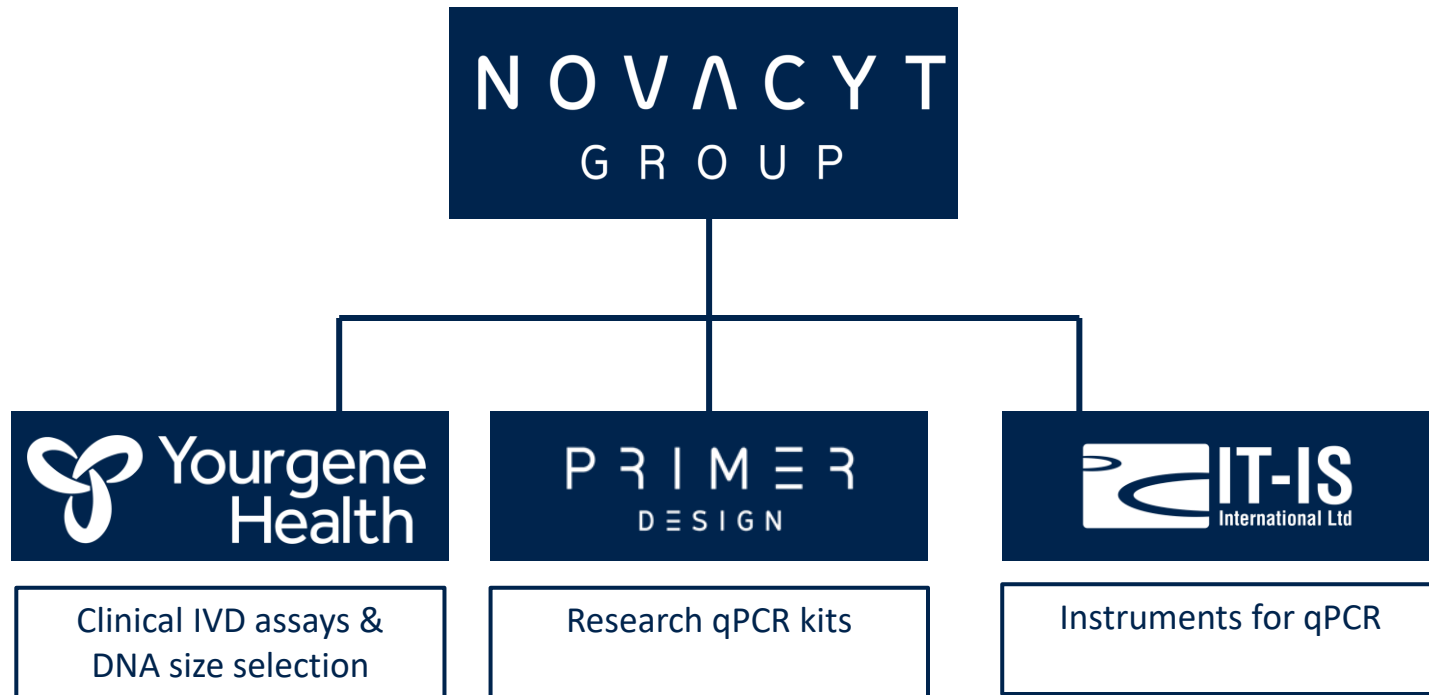 NOVACYT
GROUP
Yourgene
Health
PRIMER
DESIGN
IT-IS
International Ltd
Clinical IVD assays &
DNA size selection
Research qPCR kits
Instruments for qPCR